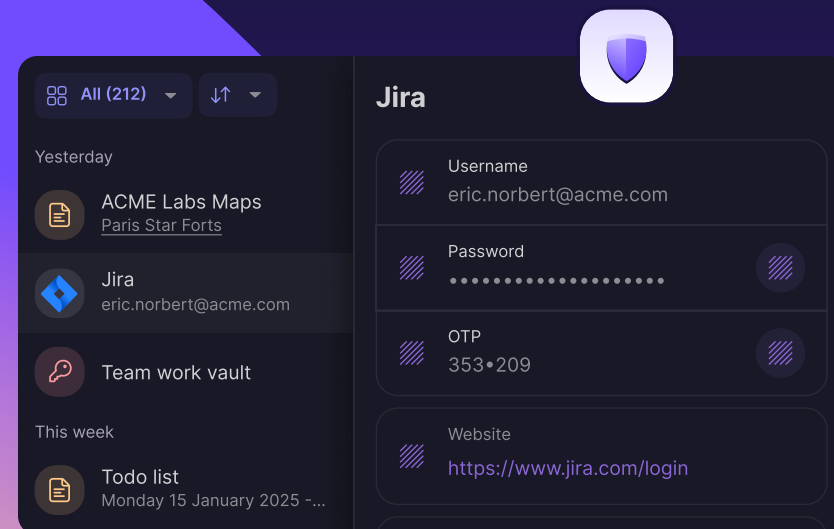 All (212)
Yesterday
ACME Labs Maps
Paris Star Forts
Jira
eric.norbert@acme.com
Team work vault
This week
Todo list
Monday 15 January 2025 -...
Jira
Username
eric.norbert@acme.com
Password
•••••••••••••••••••
OTP
353•209
Website
https://www.jira.com/login